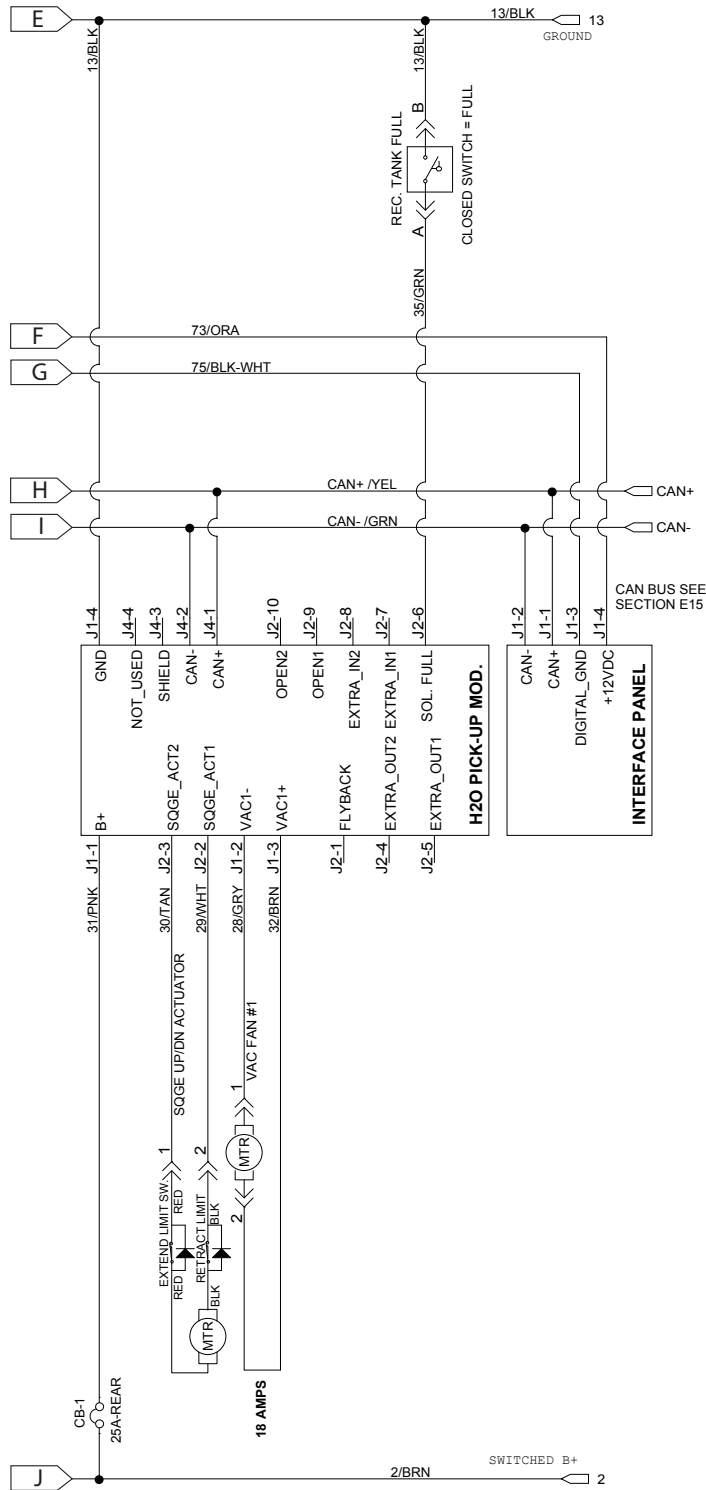 E
13/BLK
13
GROUND
13/BLK
13/BLK
B
REC. TANK FULL
CLOSED SWITCH = FULL
A
35/GRN
F
73/ORA
G
75/BLK-WHT
H
CAN+ /YEL
CAN+
I
CAN- /GRN
CAN-
CAN BUS SEE
SECTION E15
J1-4
J4-4
J4-3
J4-2
J4-1
J2-10
J2-9
J2-8
J2-7
J2-6
J1-2
J1-1
J1-3
J1-4
GND
NOT_USED
SHIELD
CAN-
CAN+
OPEN2
OPEN1
EXTRA_IN2
EXTRA_IN1
SOL. FULL
CAN-
CAN+
DIGITAL_GND
+12VDC
B+
SQGE_ACT2
SQGE_ACT1
VAC1-
VAC1+
FLYBACK
EXTRA_OUT2
EXTRA_OUT1
H2O PICK-UP MOD.
INTERFACE PANEL
J1-1
J2-3
J2-2
J1-2
J1-3
J2-1
J2-4
J2-5
31/PNK
30/TAN
29/WHT
28/GRY
32/BRN
SQGE UP/DN ACTUATOR
VAC FAN #1
1
2
1
EXTEND LIMIT SW.
RED
RED
RETRACT LIMIT
BLK
BLK
MTR
2
MTR
18 AMPS
CB-1
25A-REAR
J
2/BRN
SWITCHED B+
2